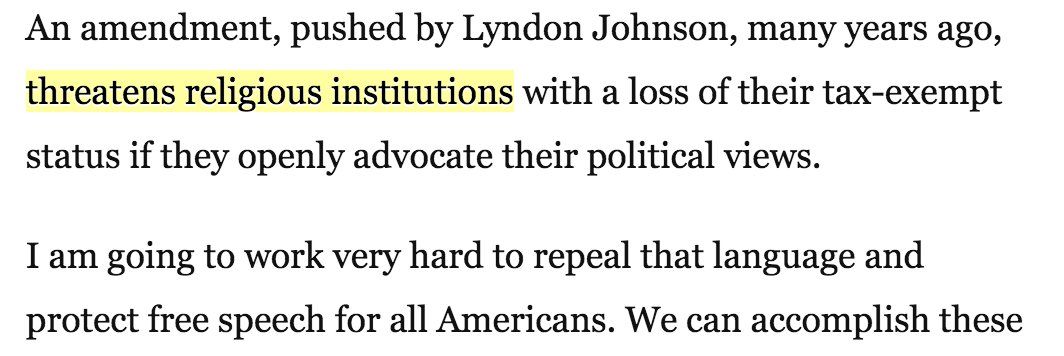 An amendment, pushed by Lyndon Johnson, many years ago,
threatens religious institutions with a loss of their tax-exempt
status if they openly advocate their political views.
I am going to work very hard to repeal that language and
protect free speech for all Americans. We can accomplish these